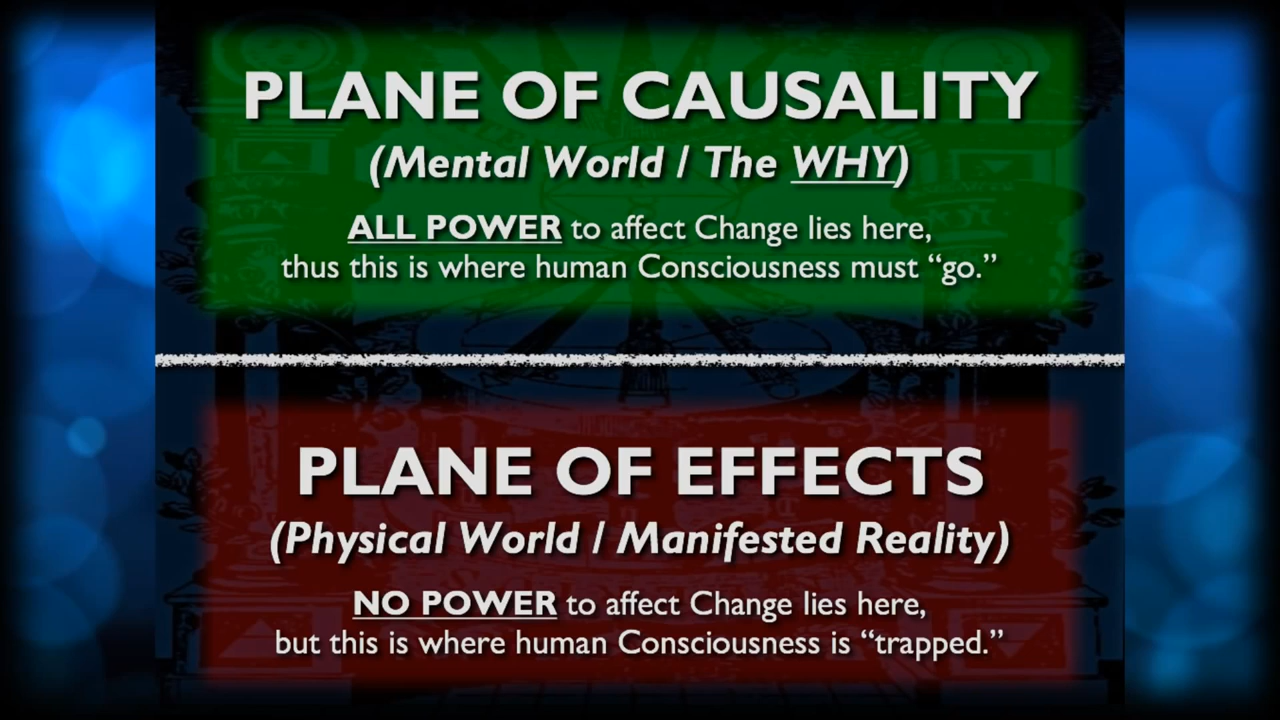 PLANE OF CAUSALITY
(Mental World / The WHY)
ALL POWER to affect Change lies here,
thus this is where human Consciousness must “go.”
PLANE OF EFFECTS
(Physical World / Manifested Reality)
NO POWER to affect Change lies here,
but this is where human Consciousness is “trapped.”